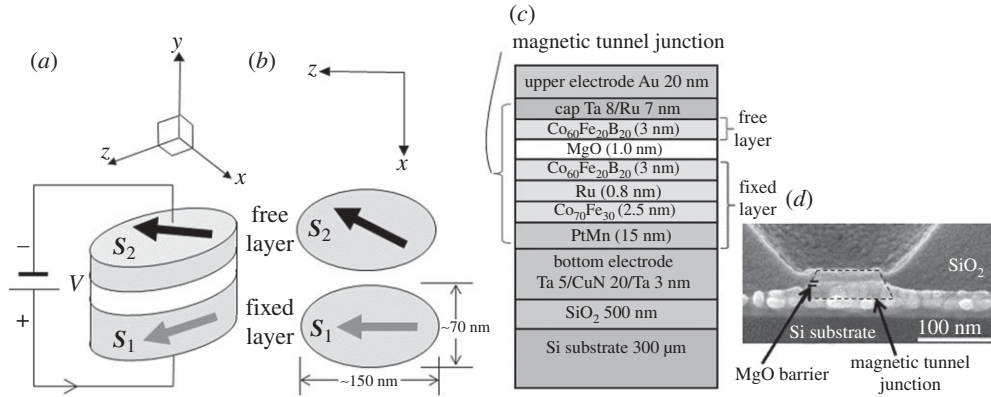 (a)
y
z
x
−
+
V
S2
S1
free
layer
fixed
layer
(b)
z
x
S2
S1
~70 nm
~150 nm
(c)
magnetic tunnel junction
upper electrode Au 20 nm
cap Ta 8/Ru 7 nm
Co60Fe20B20 (3 nm)
MgO (1.0 nm)
Co60Fe20B20 (3 nm)
Ru (0.8 nm)
Co70Fe30 (2.5 nm)
PtMn (15 nm)
bottom electrode
Ta 5/CuN 20/Ta 3 nm
SiO2 500 nm
Si substrate 300 μm
free
layer
fixed
layer
(d)
SiO2
Si substrate
100 nm
MgO barrier
magnetic tunnel
junction